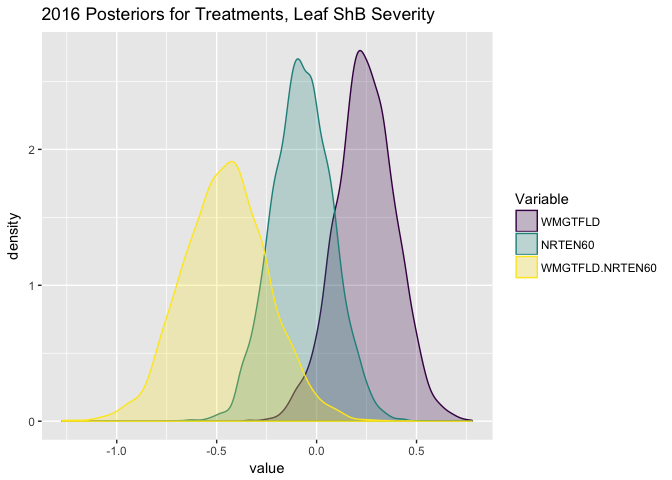 2016 Posteriors for Treatments, Leaf ShB Severity
density
2
1
0
-1.0
-0.5
0.0
0.5
value
Variable
WMGTFLD
NRTEN60
WMGTFLD.NRTEN60